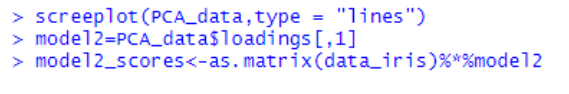 > screeplot(PCA_data,type = "lines")
> model2=PCA_data$loadings[,1]
> model2_scores<-as.matrix(data_iris)%*%model2